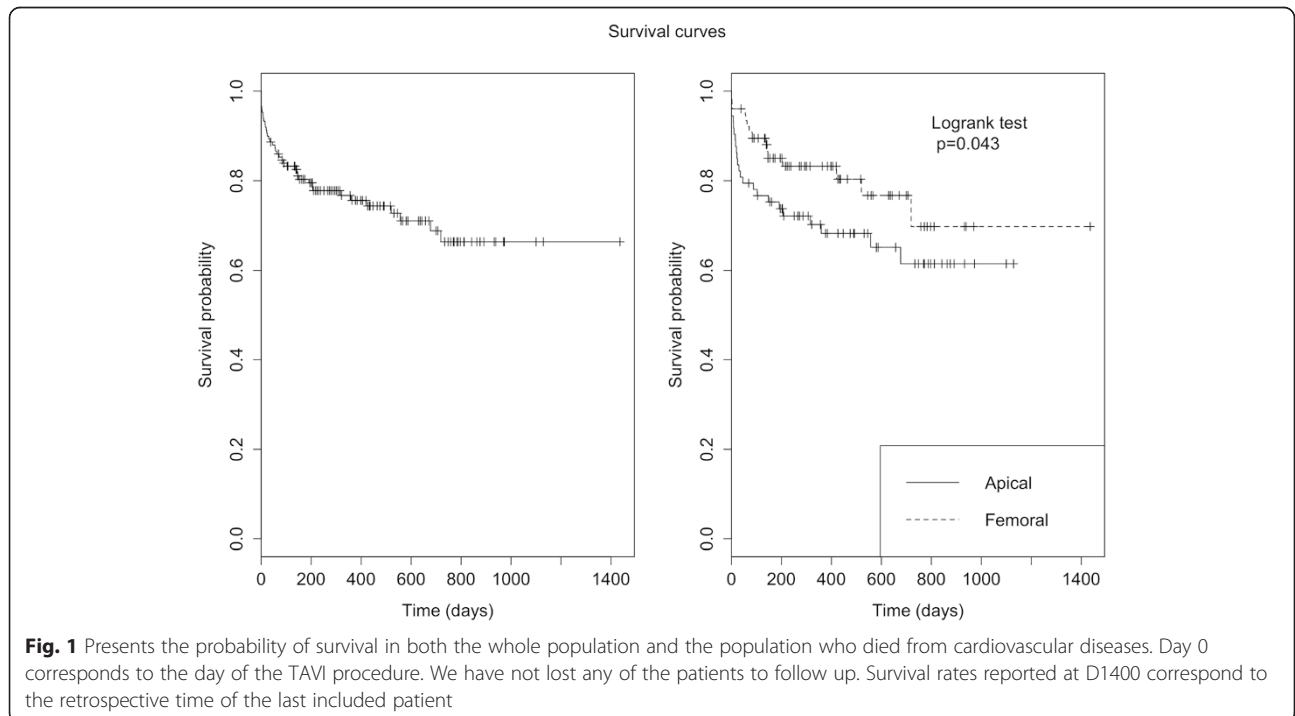 Survival curves
Survival probability
0.0 0.2 0.4 0.6 0.8 1.0
0 200 400 600 800 1000 1400
Time (days)
Survival probability
0.0 0.2 0.4 0.6 0.8 1.0
Logrank test
p=0.043
Apical
Femoral
0 200 400 600 800 1000 1400
Time (days)
Fig. 1 Presents the probability of survival in both the whole population and the population who died from cardiovascular diseases. Day 0
corresponds to the day of the TAVI procedure. We have not lost any of the patients to follow up. Survival rates reported at D1400 correspond to
the retrospective time of the last included patient